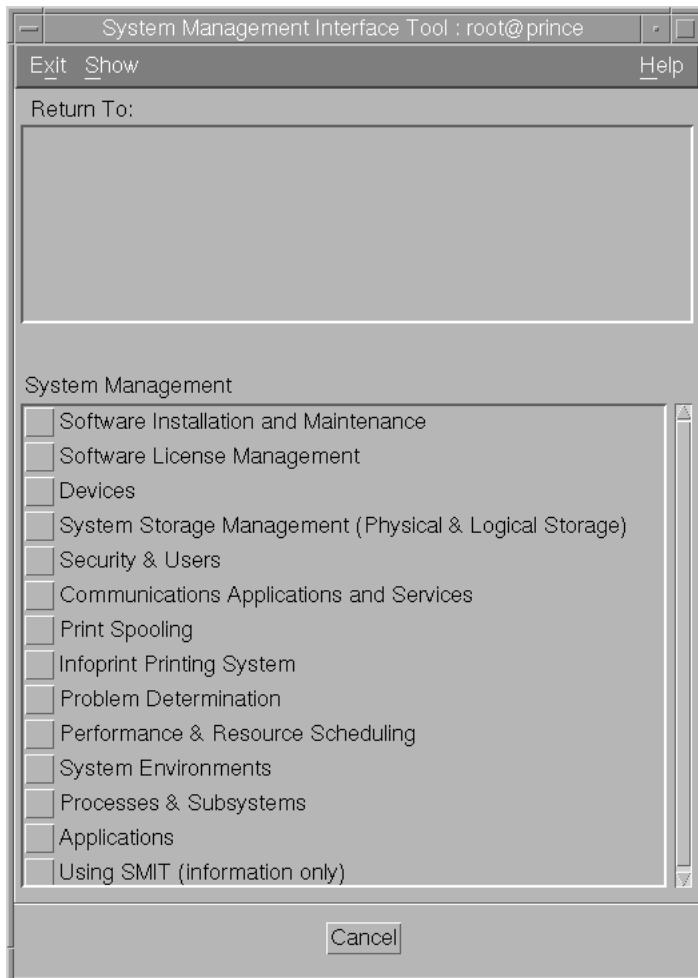 System Management Interface Tool : root@prince
Exit Show Help
Return To:
System Management
Software Installation and Maintenance
Software License Management
Devices
System Storage Management (Physical & Logical Storage)
Security & Users
Communications Applications and Services
Print Spooling
Infoprint Printing System
Problem Determination
Performance & Resource Scheduling
System Environments
Processes & Subsystems
Applications
Using SMIT (information only)
Cancel